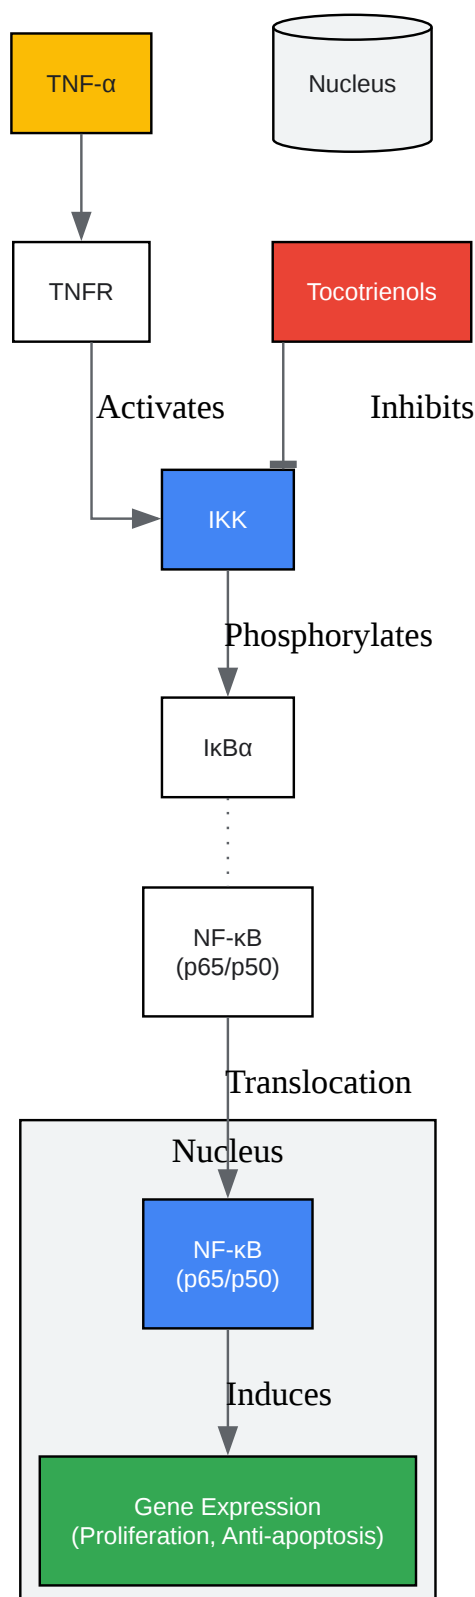 TNF-α
Nucleus
TNFR
Tocotrienols
Activates
Inhibits
IKK
Phosphorylates
IκBα
NF-κB
(p65/p50)
Translocation
Nucleus
NF-κB
(p65/p50)
Induces
Gene Expression
(Proliferation, Anti-apoptosis)